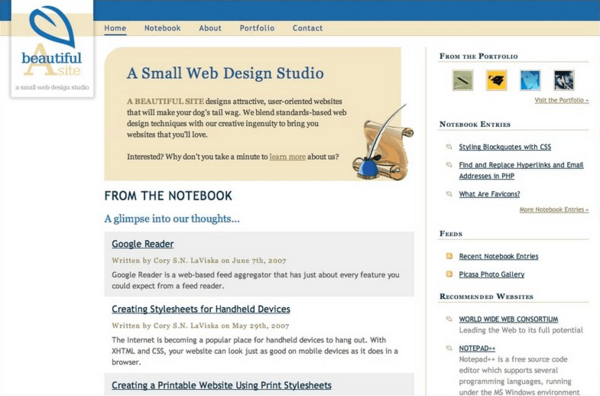 beautiful
A site
a small web design studio
Home Notebook About Portfolio Contact
A Small Web Design Studio
A BEAUTIFUL SITE designs attractive, user-oriented websites
that will make your dog's tail wag. We blend standards-based web
design techniques with our creative ingenuity to bring you
websites that you'll love.
Interested? Why don't you take a minute to learn more about us?
FROM THE NOTEBOOK
A glimpse into our thoughts...
Google Reader
Written by Cory S.N. LaViska on June 7th, 2007
Google Reader is a web-based feed aggregator that has just about every feature you
could expect from a feed reader.
Creating Stylesheets for Handheld Devices
Written by Cory S.N. LaViska on May 29th, 2007
The Internet is becoming a popular place for handheld devices to hang out. With
XHTML and CSS, your website can look just as good on mobile devices as it does in a
browser.
Creating a Printable Website Using Print Stylesheets
From the Portfolio
Visit the Portfolio »
Notebook Entries
Styling Blockquotes with CSS
Find and Replace Hyperlinks and Email
Addresses in PHP
What Are Favicons?
More Notebook Entries »
Feeds
Recent Notebook Entries
Picasa Photo Gallery
Recommended Websites
WORLD WIDE WEB CONSORTIUM
Leading the Web to its full potential
NOTEPAD++
Notepad++ is a free source code
editor which supports several
programming languages, running
under the MS Windows environment